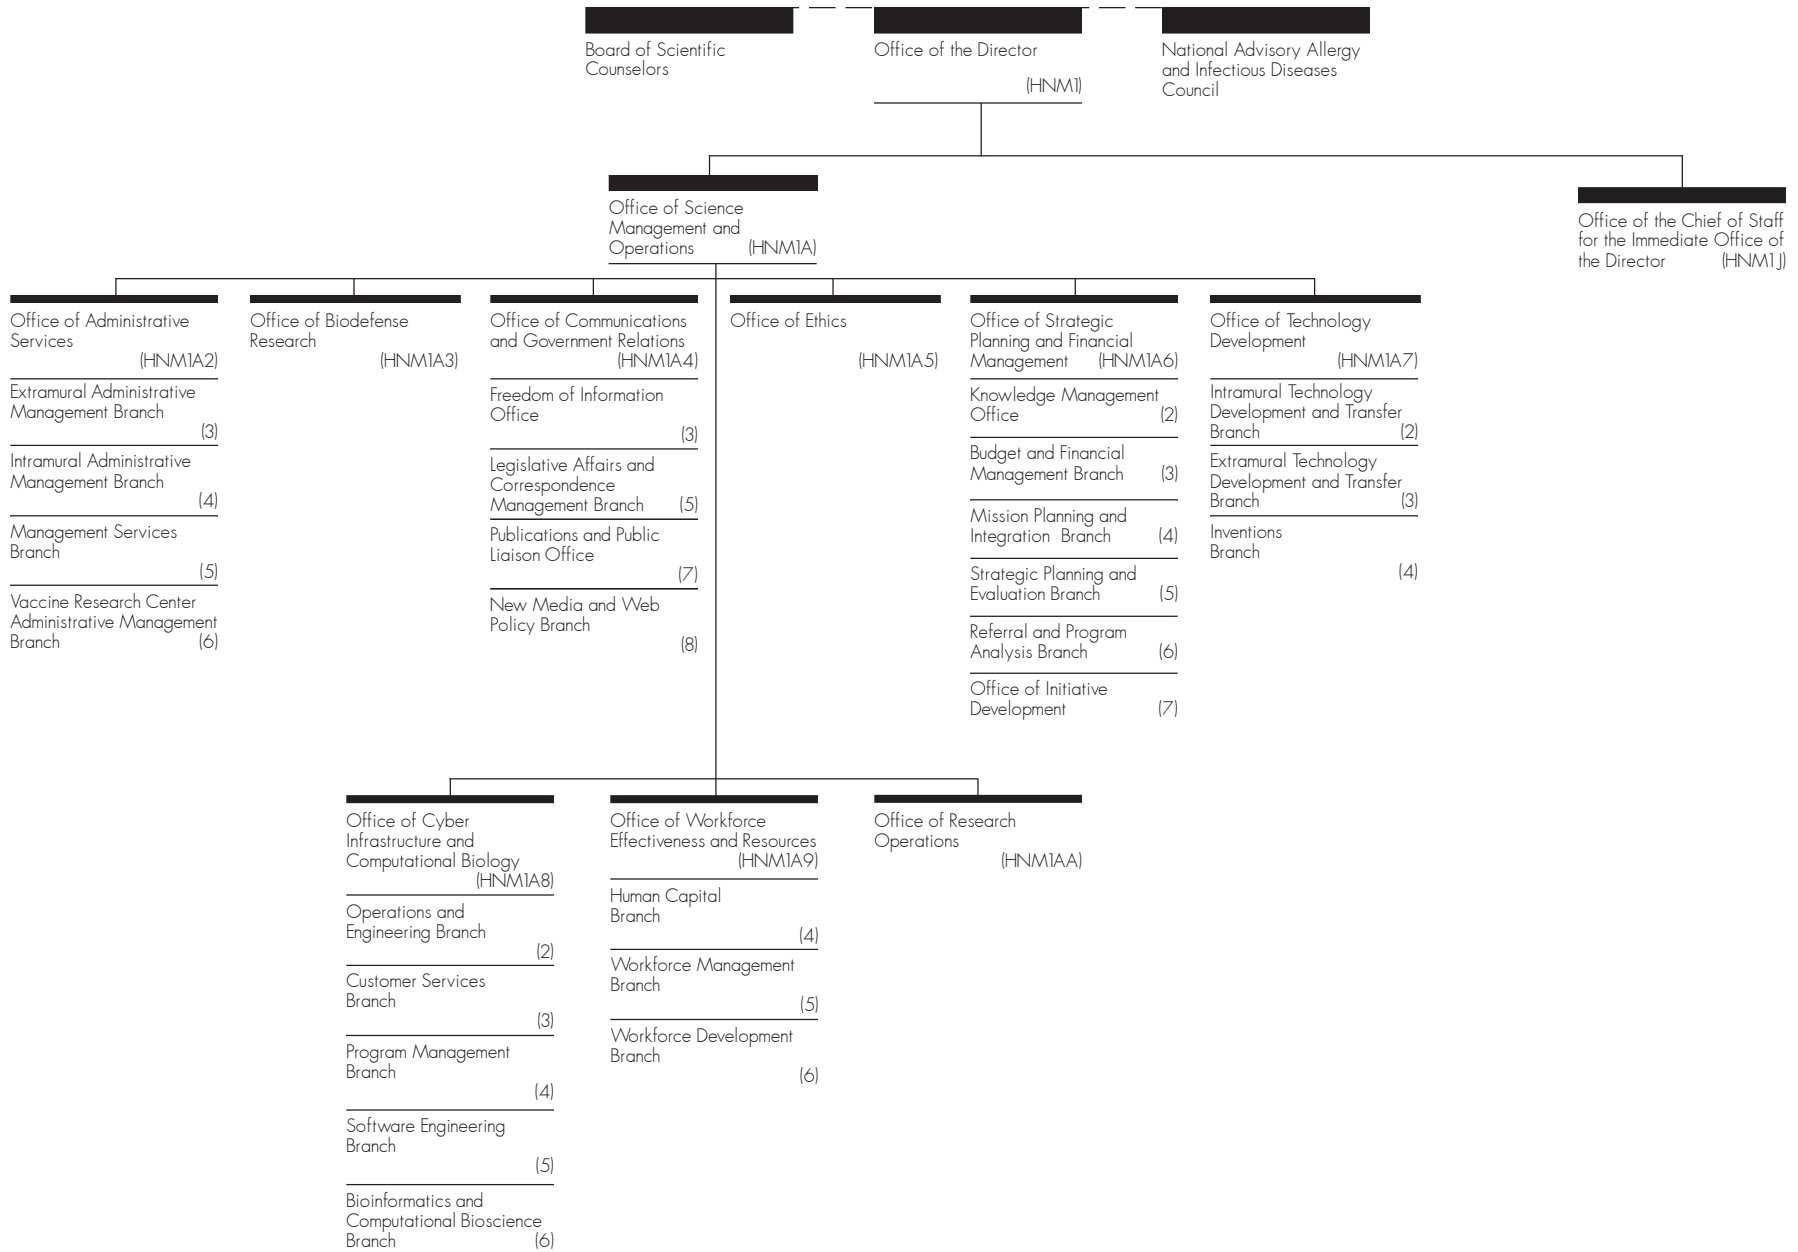 Board of Scientific
Counselors
Office of the Director
(HNM1)
National Advisory Allergy
and Infectious Diseases
Council
Office of Science
Management and
Operations (HNM1A)
Office of the Chief of Staff
for the Immediate Office of
the Director (HNM1J)
Office of Administrative
Services
(HNM1A2)
Extramural Administrative
Management Branch
(3)
Intramural Administrative
Management Branch
(4)
Management Services
Branch
(5)
Vaccine Research Center
Administrative Management
Branch (6)
Office of Biodefense
Research
(HNM1A3)
Office of Communications
and Government Relations
(HNM1A4)
Freedom of Information
Office
(3)
Legislative Affairs and
Correspondence
Management Branch (5)
Publications and Public
Liaison Office
(7)
New Media and Web
Policy Branch
(8)
Office of Ethics
(HNM1A5)
Office of Strategic
Planning and Financial
Management (HNM1A6)
Knowledge Management
Office (2)
Budget and Financial
Management Branch (3)
Mission Planning and
Integration Branch (4)
Strategic Planning and
Evaluation Branch (5)
Referral and Program
Analysis Branch (6)
Office of Initiative
Development (7)
Office of Technology
Development
(HNM1A7)
Intramural Technology
Development and Transfer
Branch (2)
Extramural Technology
Development and Transfer
Branch (3)
Inventions
Branch
(4)
Office of Cyber
Infrastructure and
Computational Biology
(HNM1A8)
Operations and
Engineering Branch
(2)
Customer Services
Branch
(3)
Program Management
Branch
(4)
Software Engineering
Branch
(5)
Bioinformatics and
Computational Bioscience
Branch (6)
Office of Workforce
Effectiveness and Resources
(HNM1A9)
Human Capital
Branch
(4)
Workforce Management
Branch
(5)
Workforce Development
Branch
(6)
Office of Research
Operations
(HNM1AA)